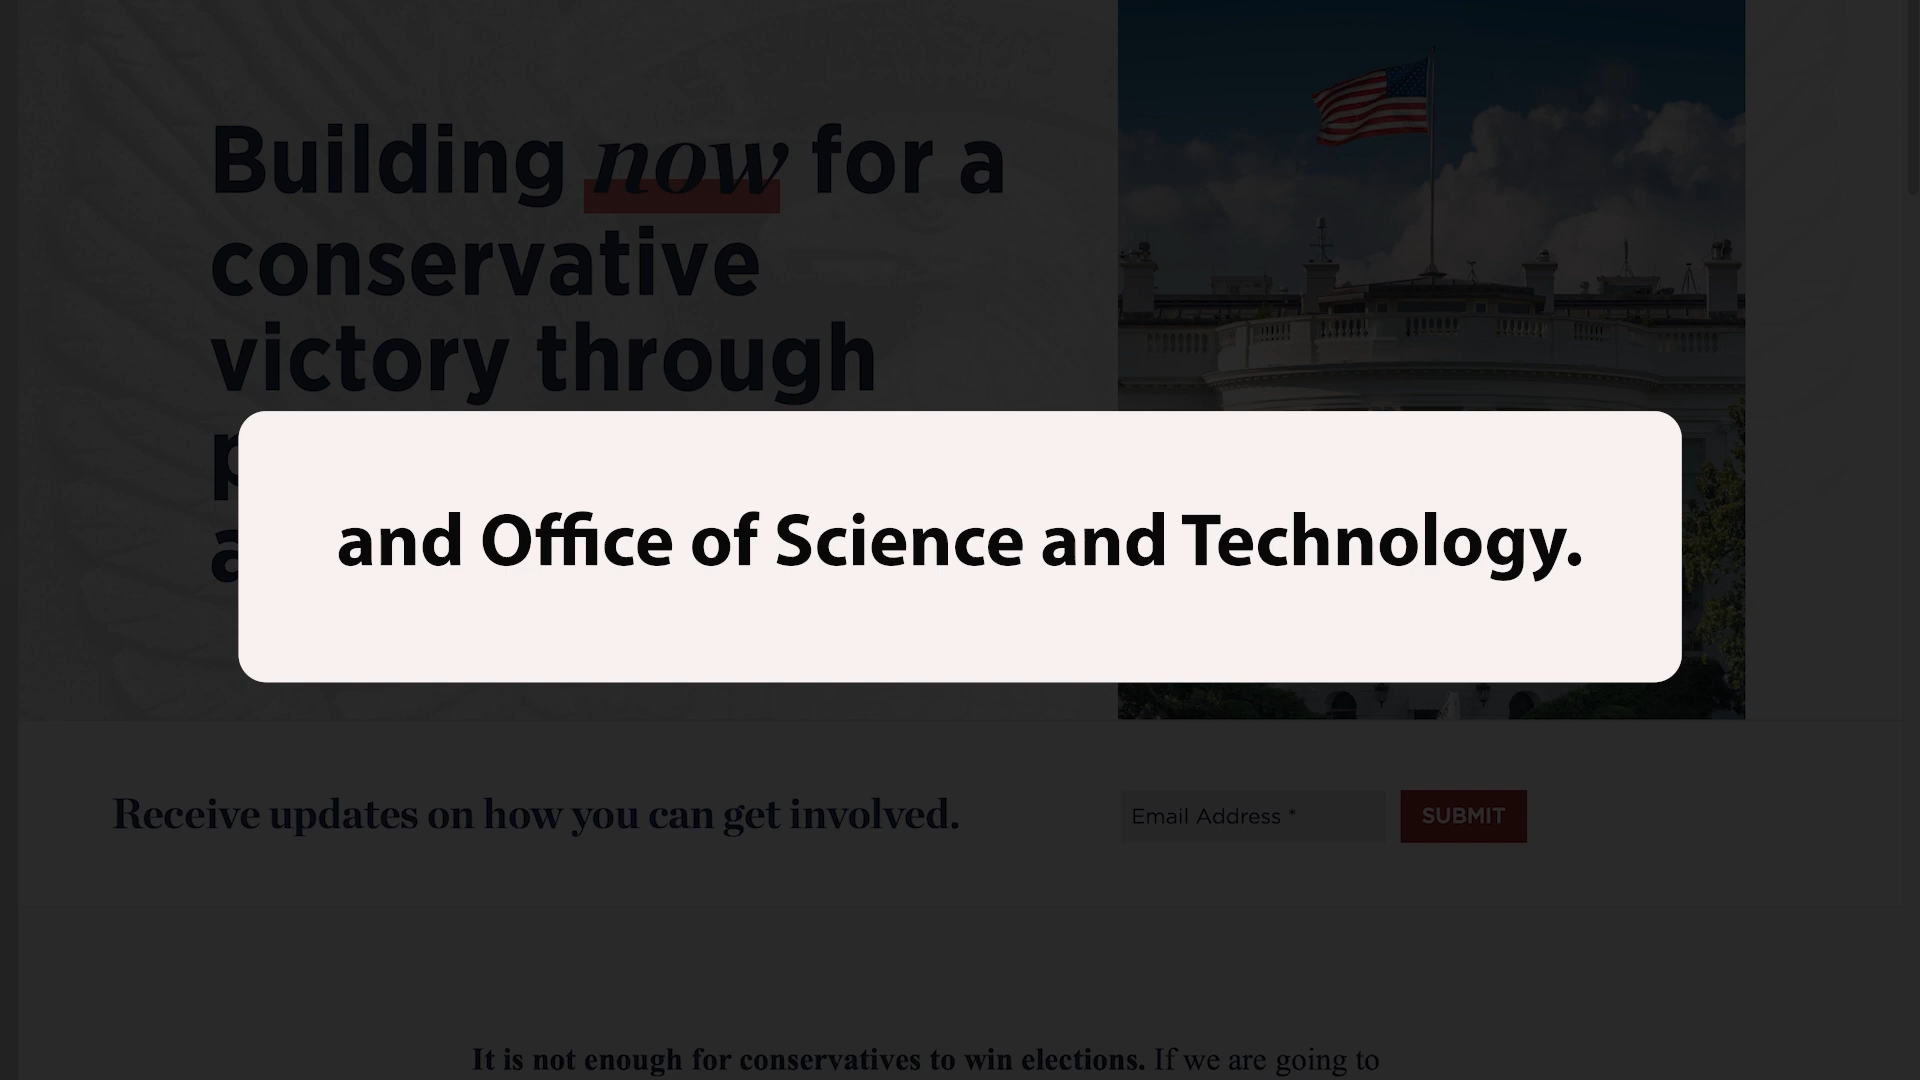 Building now for a
conservative
victory through
and Office of Science and Technology.
Receive updates on how you can get involved.
Email Address *
SUBMIT
It is not enough for conservatives to win elections. If we are going to